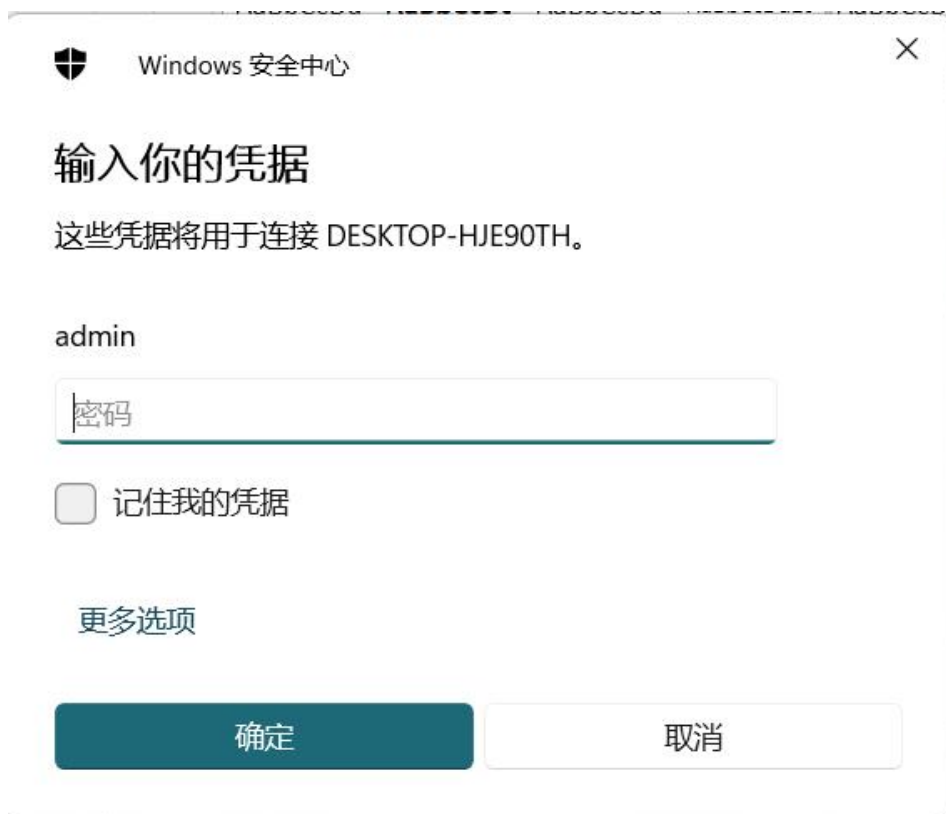 Windows 安全中心
输入你的凭据
这些凭据将用于连接 DESKTOP-HJE90TH。
admin
密码
记住我的凭据
更多选项
确定
取消